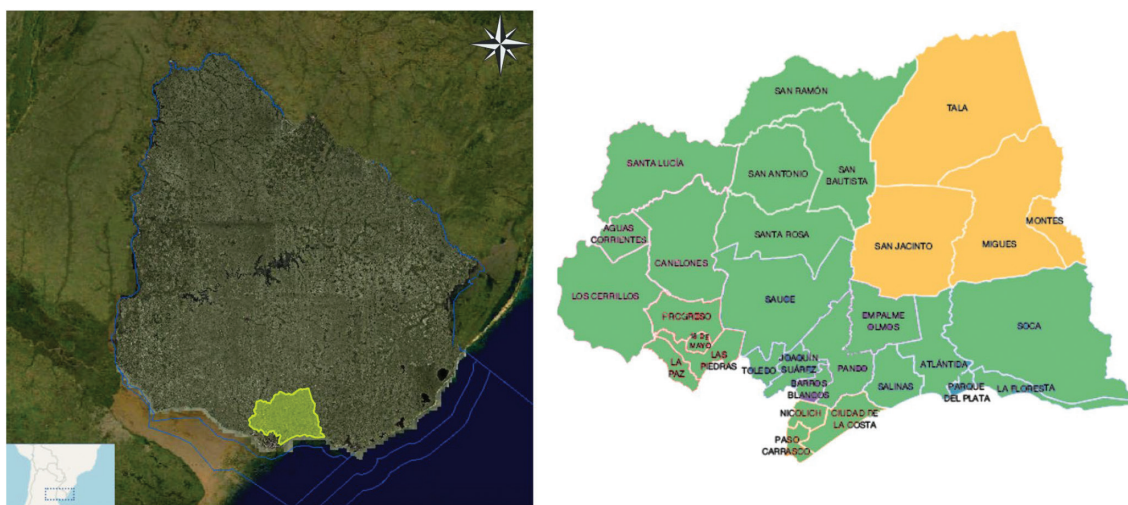 SAN RAMÓN
TALA
SANTA LUCÍA
SAN ANTONIO
SAN
BAUTISTA
MONTES
AGUAS
CORRIENTES
SANTA ROSA
SAN JACINTO
MIGUES
CANELONES
LOS CERRILLOS
SAUCE
PROGRESO
EMPALME
OLMOS
SOCA
18 DE
MAYO
LA
PAZ
LAS
PIEDRAS
TOLEDO
JOAQUÍN
SUÁREZ
PANDO
ATLÁNTIDA
BARROS
BLANCOS
SALINAS
PARQUE
DEL PLATA
LA FLORESTA
NICOLICH
CIUDAD DE
LA COSTA
PASO
CARRASCO